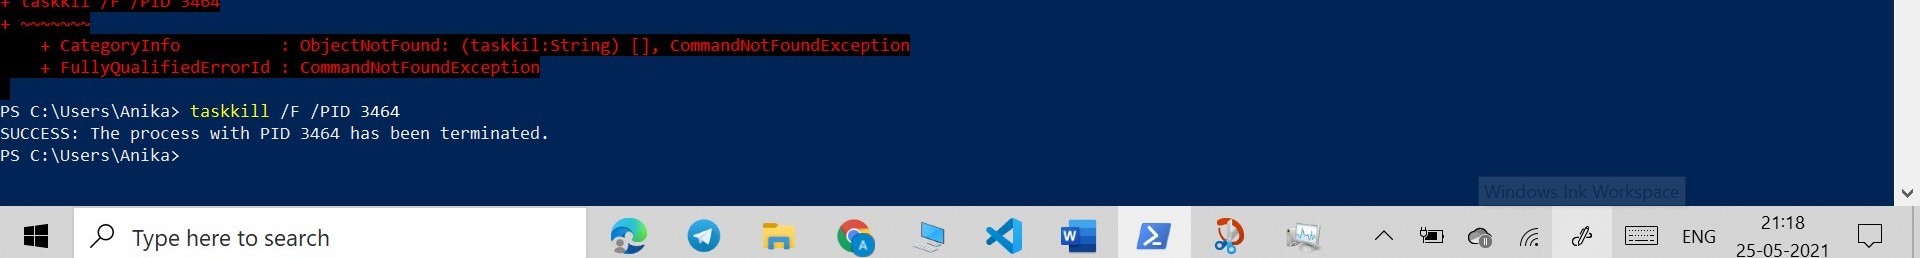 + taskkil /F /PID 3464
+ ~~~~~~~
+ CategoryInfo : ObjectNotFound: (taskkil:String) [], CommandNotFoundException
+ FullyQualifiedErrorId : CommandNotFoundException
PS C:\Users\Anika> taskkill /F /PID 3464
SUCCESS: The process with PID 3464 has been terminated.
PS C:\Users\Anika>
Windows Ink Workspace
Type here to search
A
W
ENG
21:18
25-05-2021